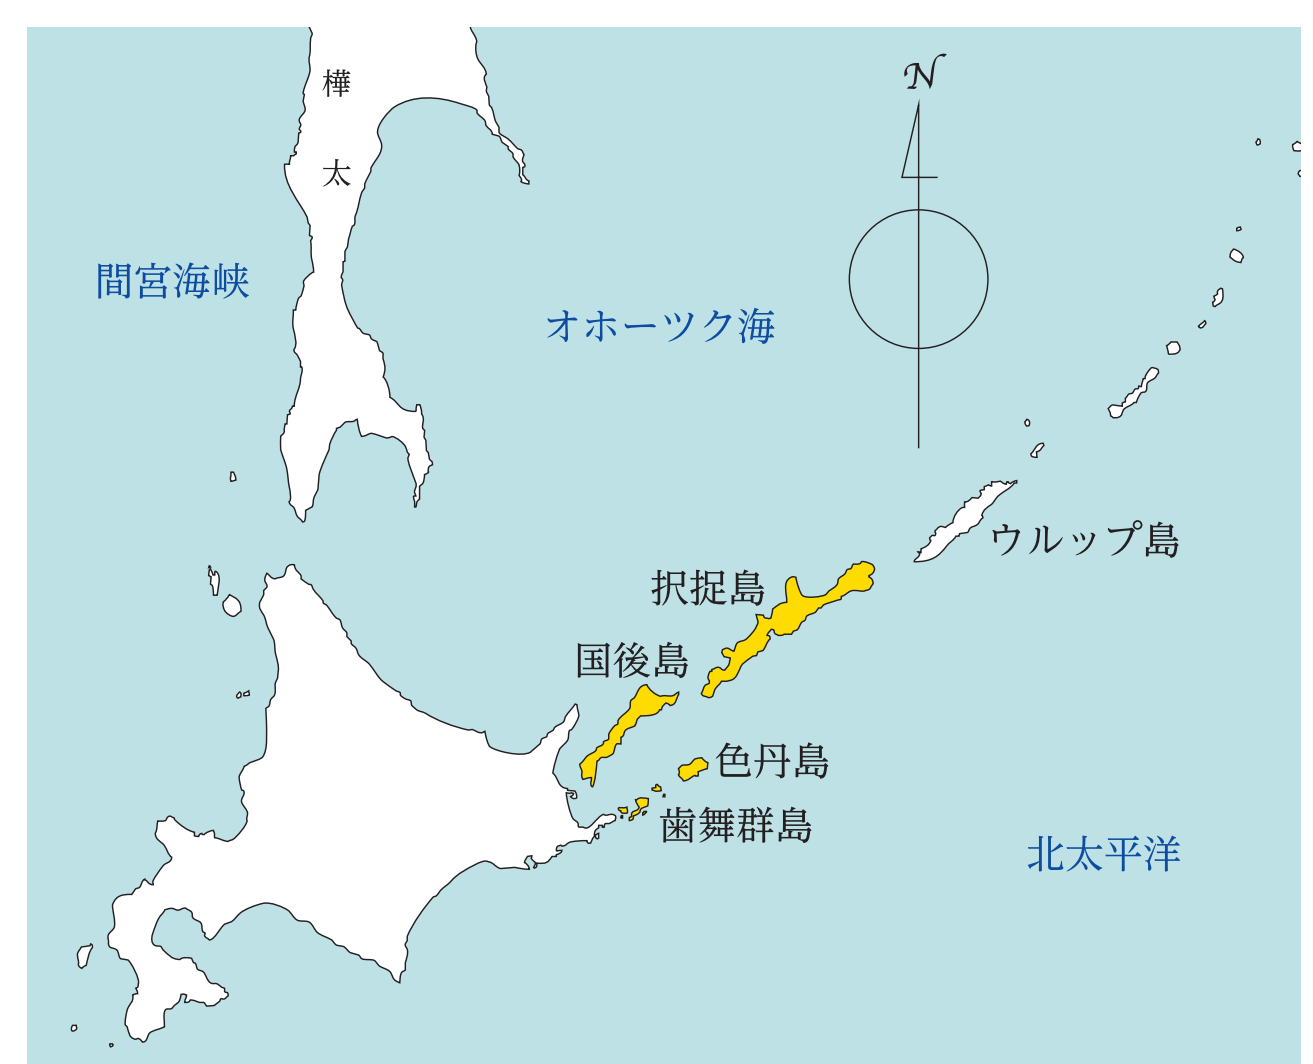 N
樺太
間宮海峡
オホーツク海
ウルップ島
択捉島
国後島
色丹島
歯舞群島
北太平洋